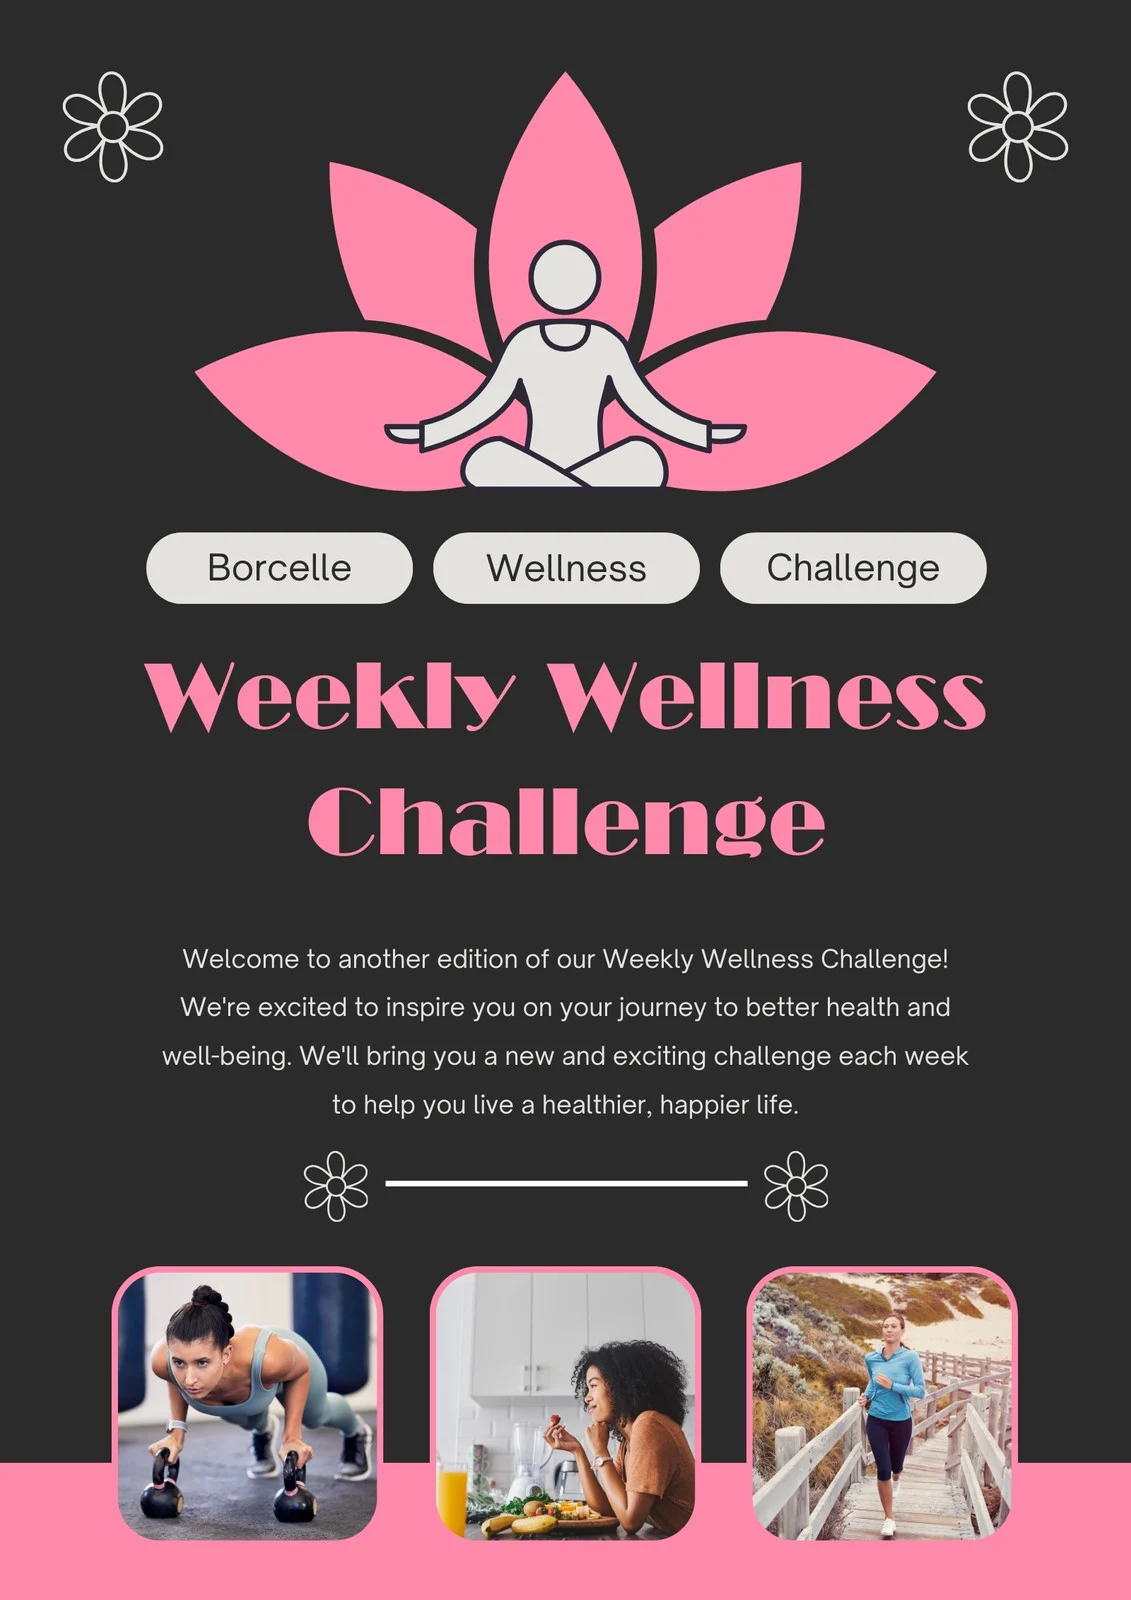 Borcelle
Wellness
Challenge
Weekly Wellness
Challenge
Welcome to another edition of our Weekly Wellness Challenge!
We're excited to inspire you on your journey to better health and
well-being. We'll bring you a new and exciting challenge each week
to help you live a healthier, happier life.